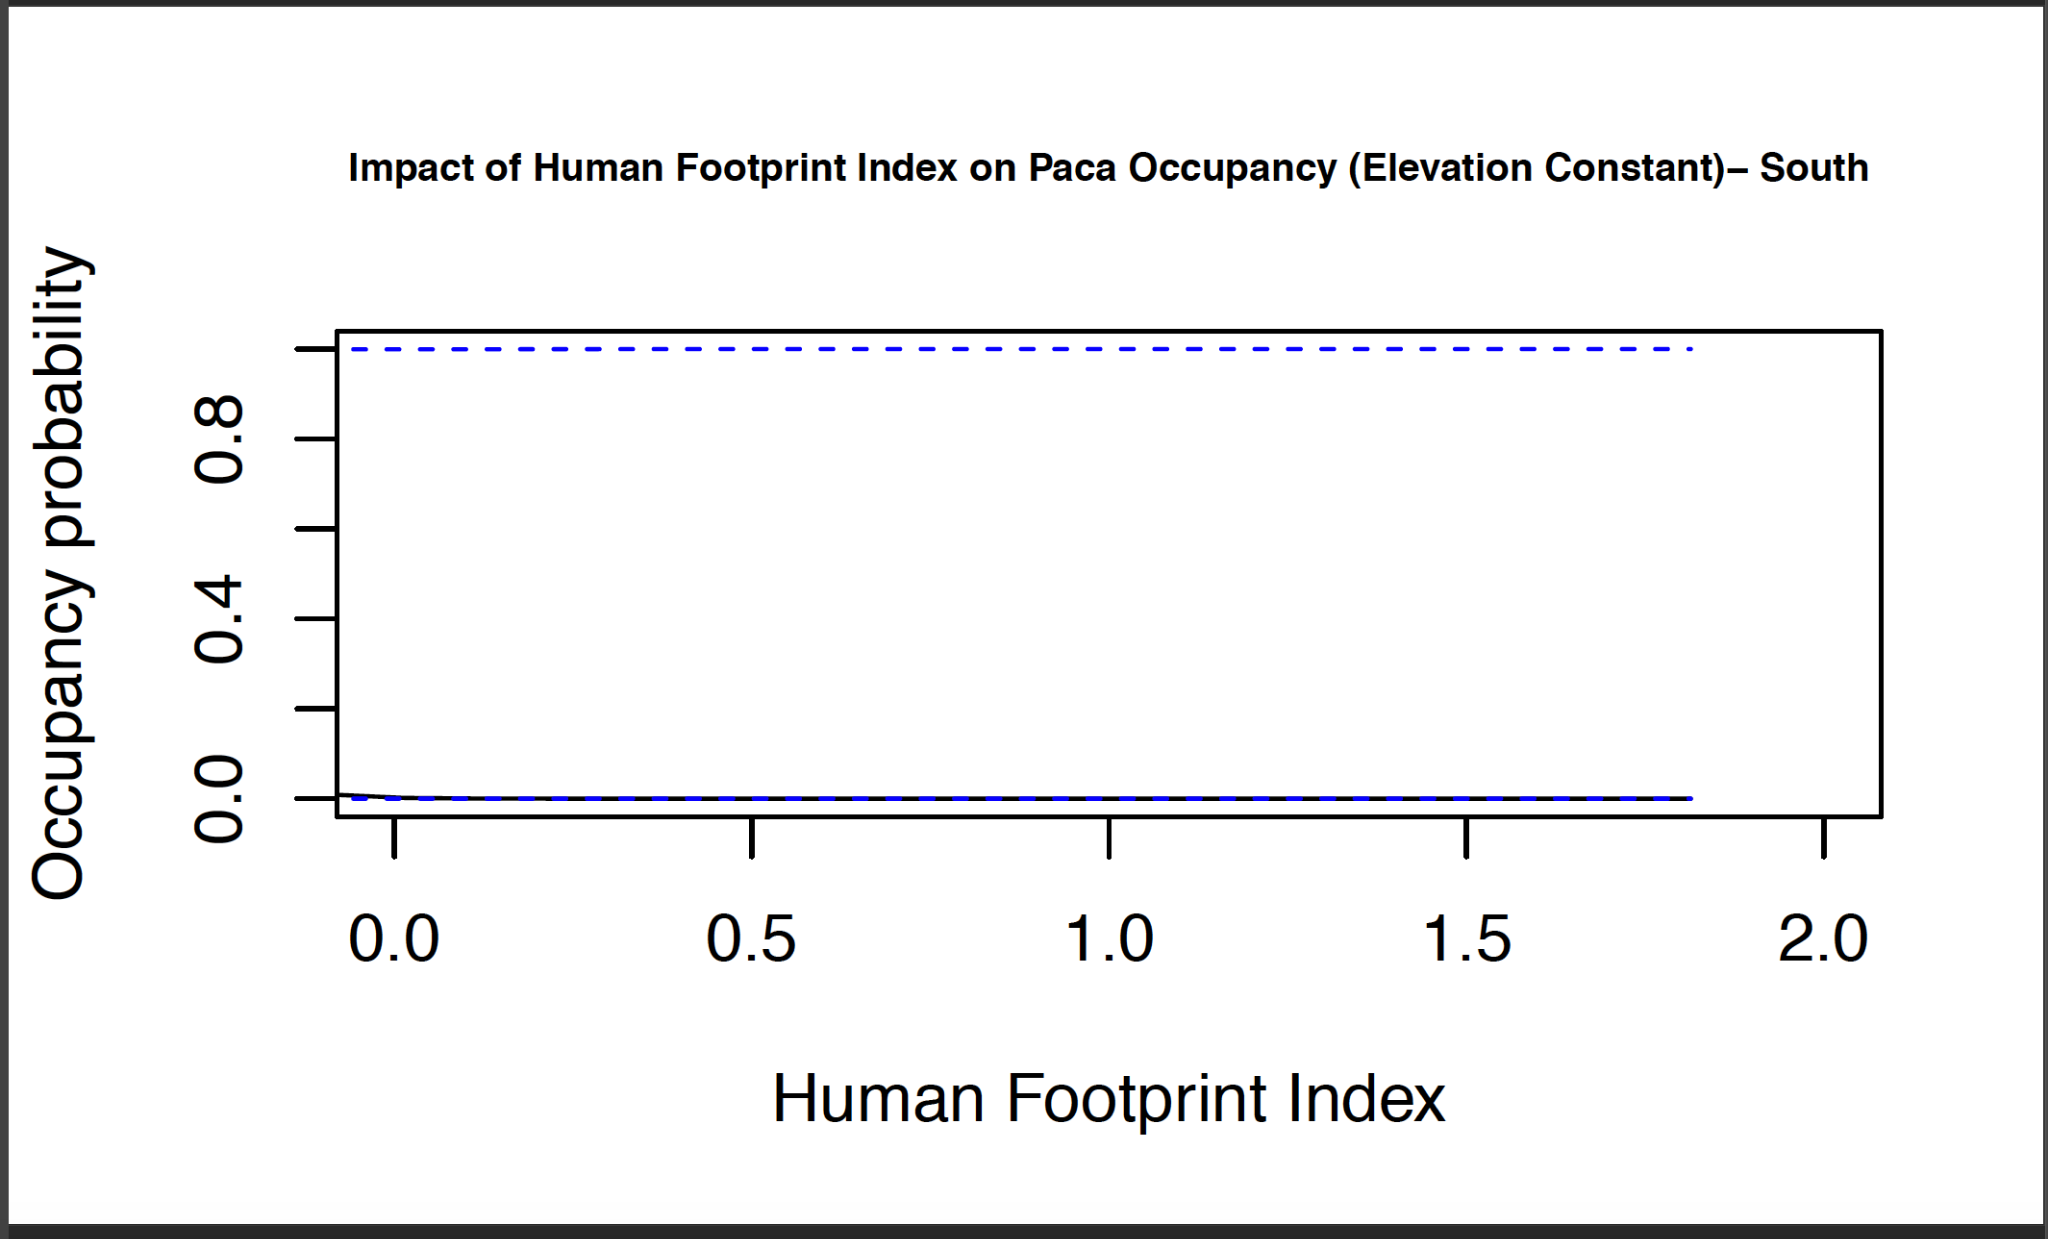 Impact of Human Footprint Index on Paca Occupancy (Elevation Constant)– South
Occupancy probability
0.8
0.4
0.0
0.0 0.5 1.0 1.5 2.0
Human Footprint Index